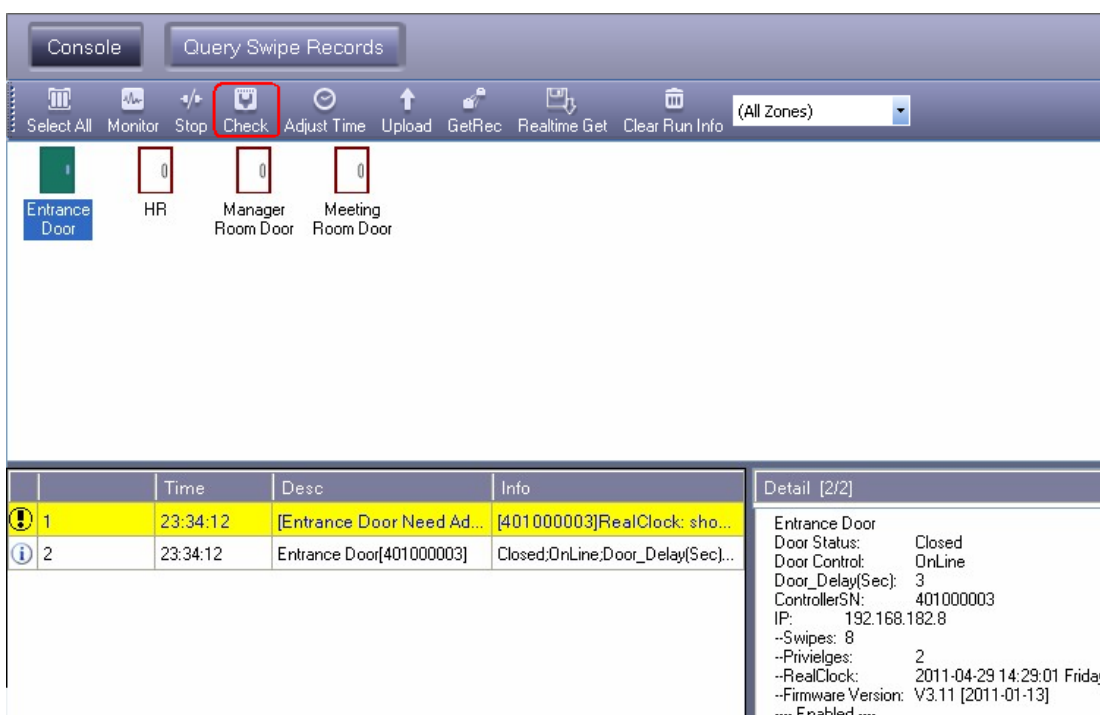 Console Query Swipe Records
Select All Monitor Stop Check Adjust Time Upload GetRec Realtime Get Clear Run Info (All Zones)
Entrance Door
HR
Manager Room Door
Meeting Room Door
Time Desc Info
1 23:34:12 [Entrance Door Need Ad... [401000003]RealClock: sho...
2 23:34:12 Entrance Door[401000003] Closed;OnLine;Door_Delay(Sec)...
Detail [2/2]
Entrance Door
Door Status: Closed
Door Control: OnLine
Door_Delay(Sec): 3
ControllerSN: 401000003
IP: 192.168.182.8
--Swipes: 8
--Privielges: 2
--RealClock: 2011-04-29 14:29:01 Friday
--Firmware Version: V3.11 [2011-01-13]
---- Enabled ----